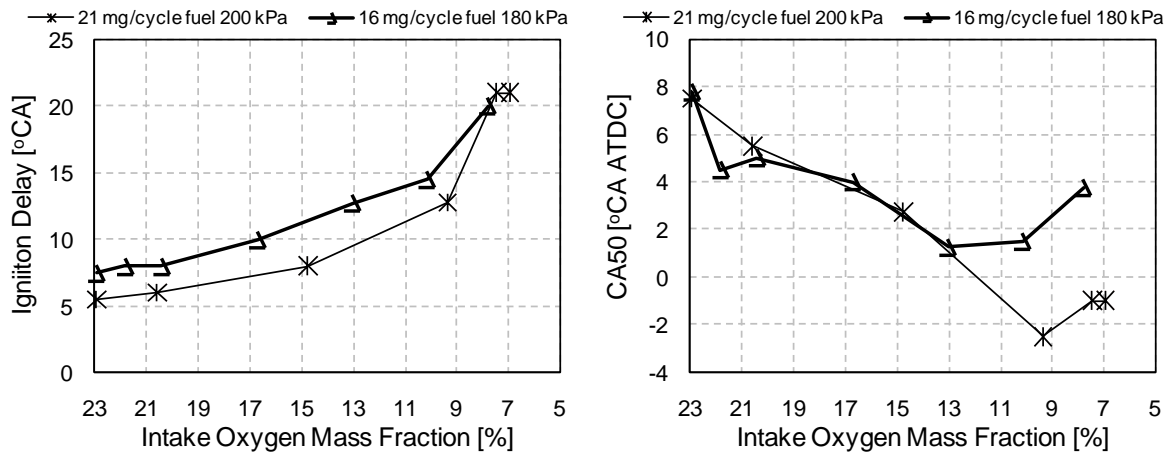 21 mg/cycle fuel 200 kPa
16 mg/cycle fuel 180 kPa
25
20
15
10
5
0
Igniiton Delay [oCA]
23 21 19 17 15 13 11 9 7 5
Intake Oxygen Mass Fraction [%]
21 mg/cycle fuel 200 kPa
16 mg/cycle fuel 180 kPa
10
8
6
4
2
0
-2
-4
CA50 [oCA ATDC]
23 21 19 17 15 13 11 9 7 5
Intake Oxygen Mass Fraction [%]